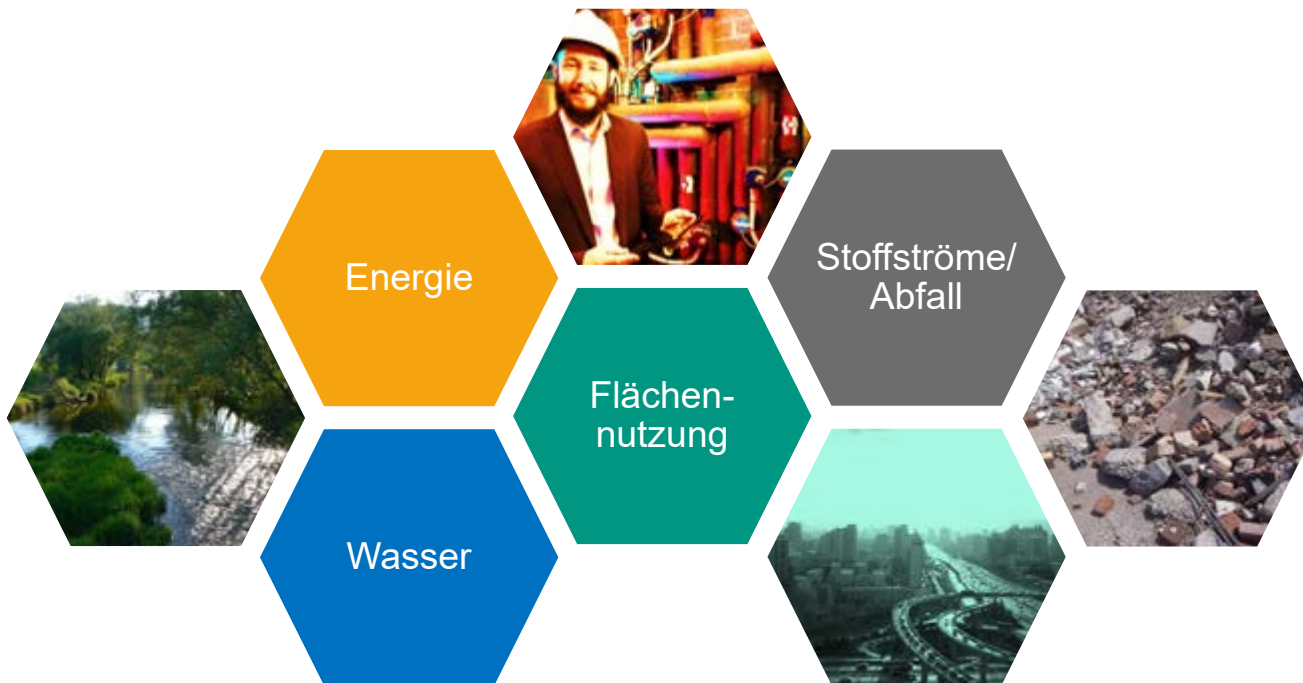 Energie
Stoffströme/
Abfall
Flächen-
nutzung
Wasser